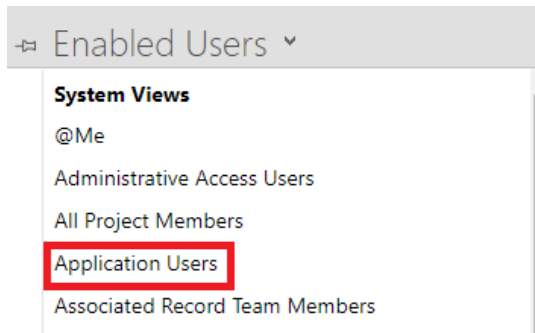 Enabled Users
System Views
@Me
Administrative Access Users
All Project Members
Application Users
Associated Record Team Members